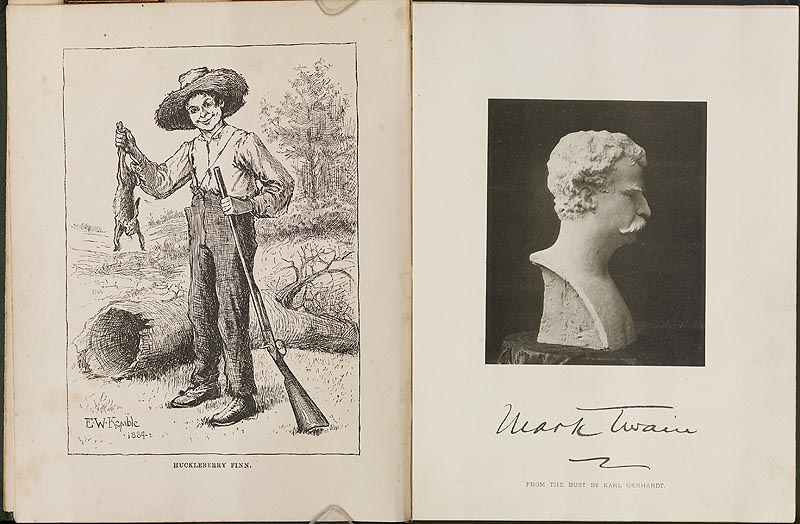 E.W. Kemble
1884.
HUCKLEBERRY FINN.
Mark Twain
FROM THE BUST BY KARL GERHARDT.